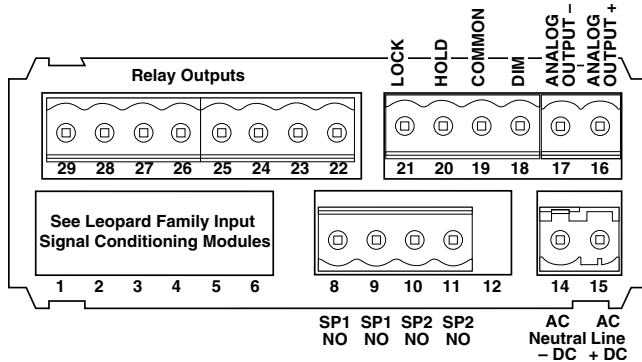 LOCK
HOLD
COMMON
DIM
ANALOG
OUTPUT –
ANALOG
OUTPUT +
Relay Outputs
29 28 27 26 25 24 23 22
21 20 19 18 17 16
See Leopard Family Input
Signal Conditioning Modules
1 2 3 4 5 6
8 9 10 11 12
14 15
SP1 SP1 SP2 SP2
NO NO NO NO
AC AC
Neutral Line
– DC + DC